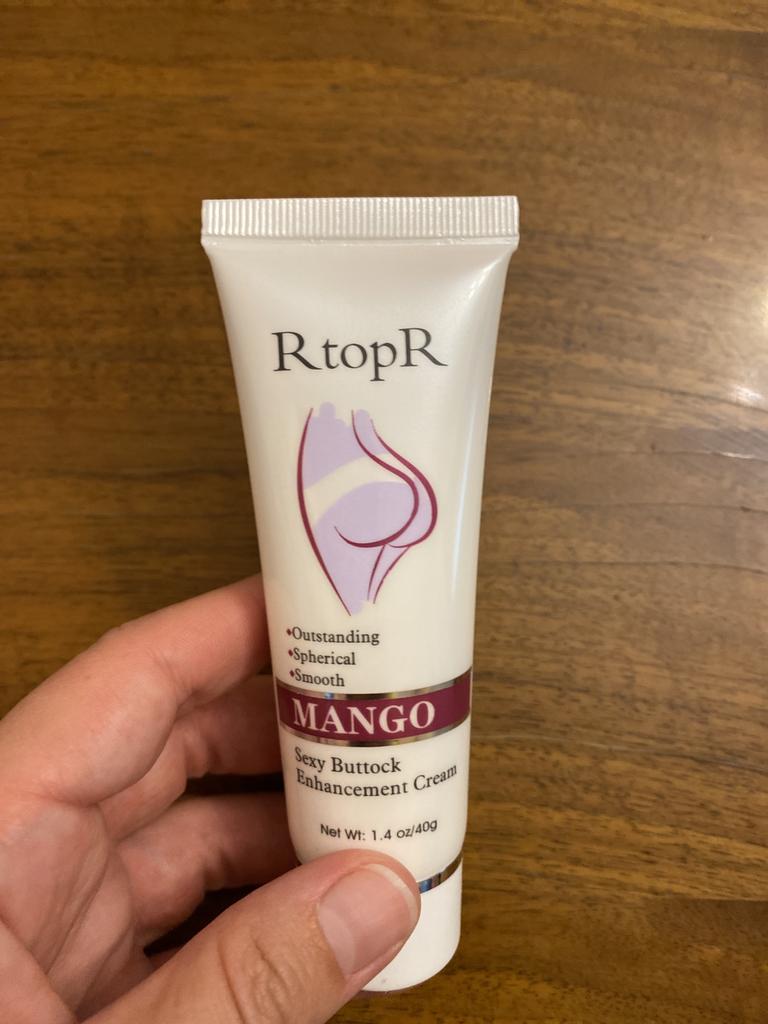 RtopR
•Outstanding
•Spherical
•Smooth
MANGO
Sexy Buttock
Enhancement Cream
Net Wt: 1.4 oz/40g